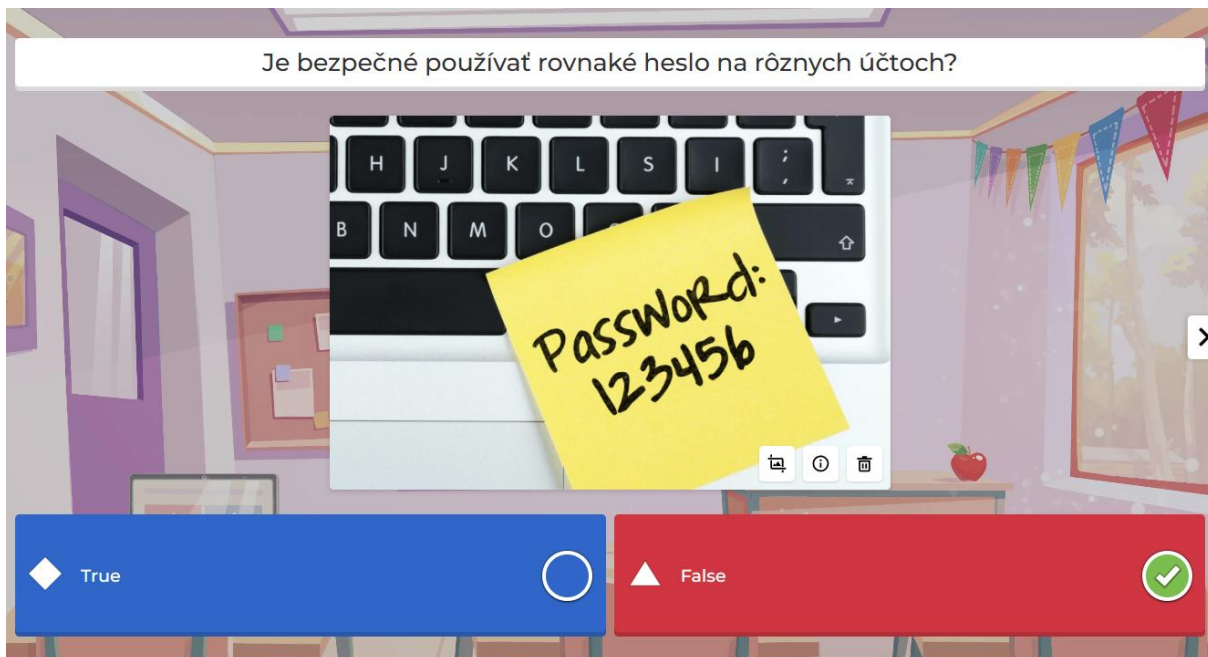 Je bezpečné používať rovnaké heslo na rôznych účtoch?
H J K L S I ; ,
B N M O
PassWoRd:
123456
True
False